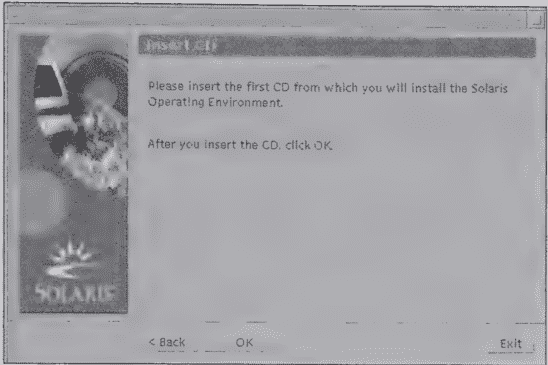 Insert CD
Please insert the first CD from which you will install the Solaris
Operating Environment.
After you insert the CD, click OK.
SOLARIS
< Back OK Exit